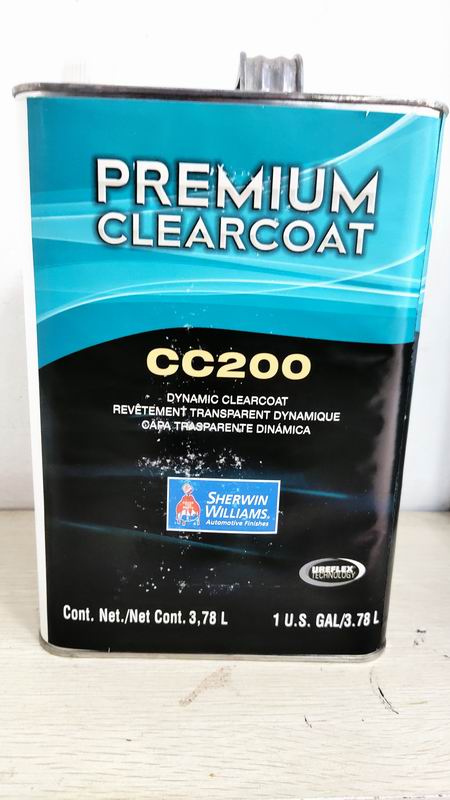 PREMIUM
CLEARCOAT
CC200
DYNAMIC CLEARCOAT
REVÊTEMENT TRANSPARENT DYNAMIQUE
CAPA TRASPARENTE DINÁMICA
SHERWIN
WILLIAMS®
Automotive Finishes
UREFLEX
TECHNOLOGY
Cont. Net./Net Cont. 3,78 L
1 U.S. GAL/3.78 L